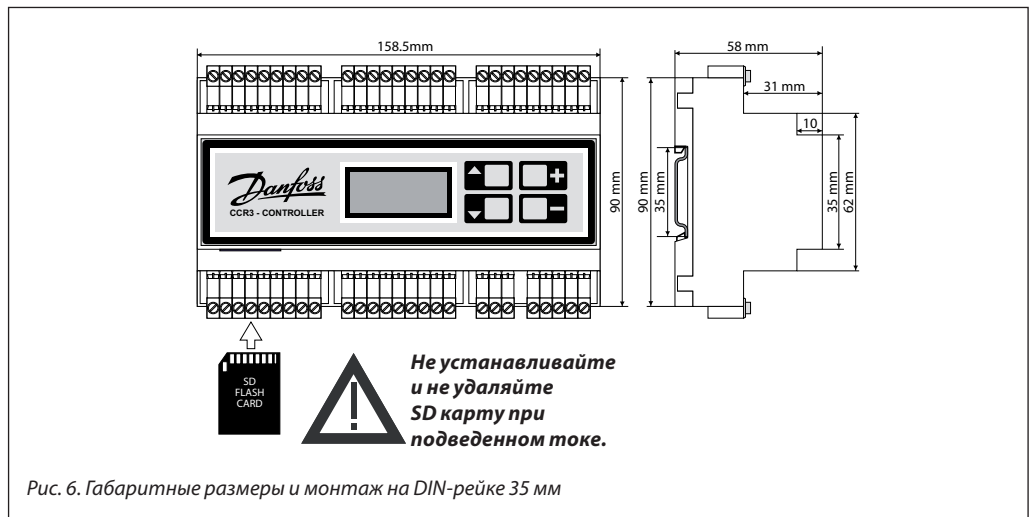 158.5mm
58 mm
31 mm
10
90 mm
90 mm
35 mm
35 mm
62 mm
Danfoss
CCR3 - CONTROLLER
+
−
SD
FLASH
CARD
!
Не устанавливайте
и не удаляйте
SD карту при
подведенном токе.
Рис. 6. Габаритные размеры и монтаж на DIN-рейке 35 мм